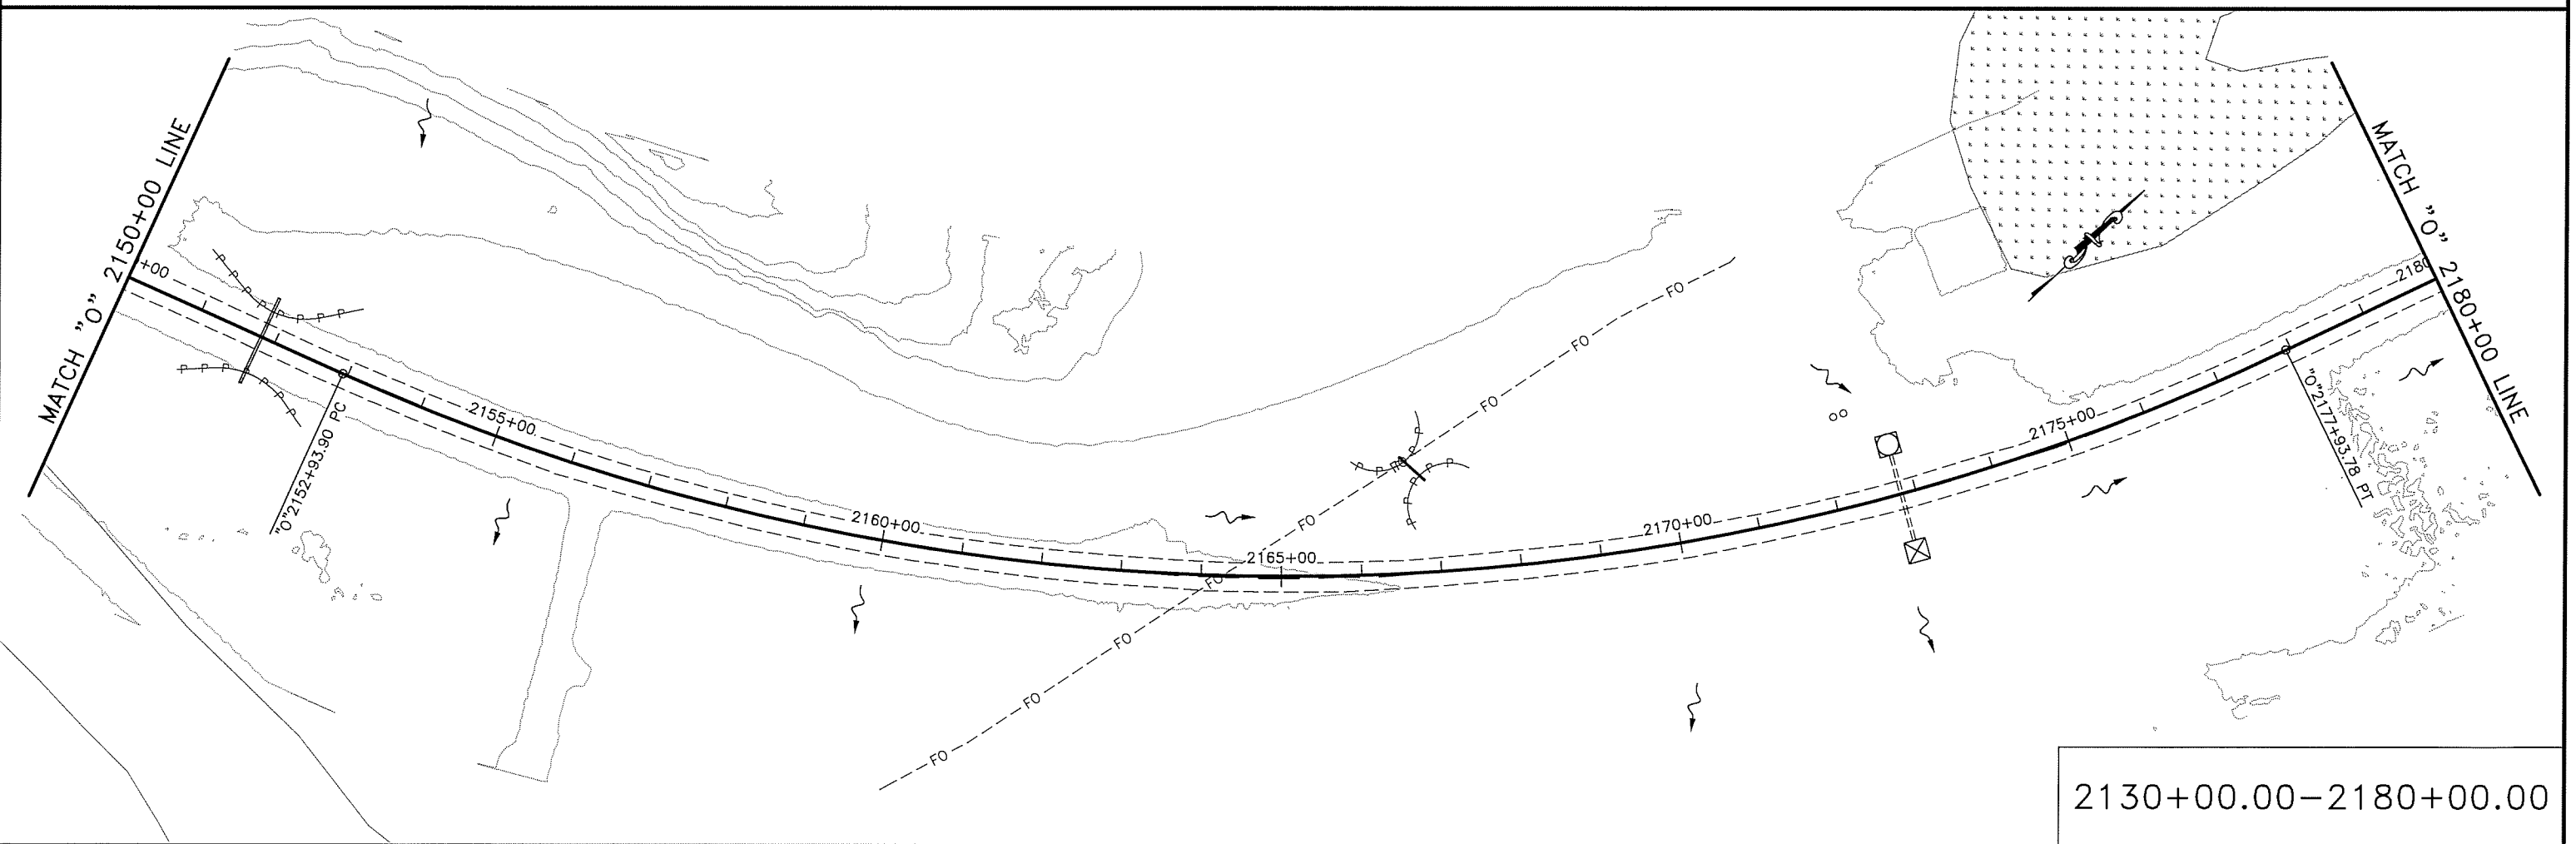 MATCH "O" 2150+00 LINE
+00
P P P P P P P
P P P P P P
"O"2152+93.90 PC
2155+00
2160+00
2165+00
2170+00
2175+00
2180
FO FO FO FO FO FO FO FO
P P P P
P P P P
"O"2177+93.78 PT
MATCH "O" 2180+00 LINE
2130+00.00-2180+00.00